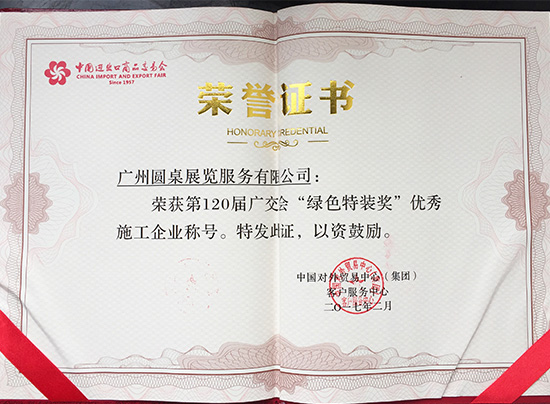 中国进出口商品交易会
CHINA IMPORT AND EXPORT FAIR
Since 1957
荣誉证书
HONORARY CREDENTIAL
广州圆桌展览服务有限公司：
荣获第120届广交会“绿色特装奖”优秀
施工企业称号。特发此证，以资鼓励。
中国对外贸易中心（集团）
客户服务中心
二〇一七年二月